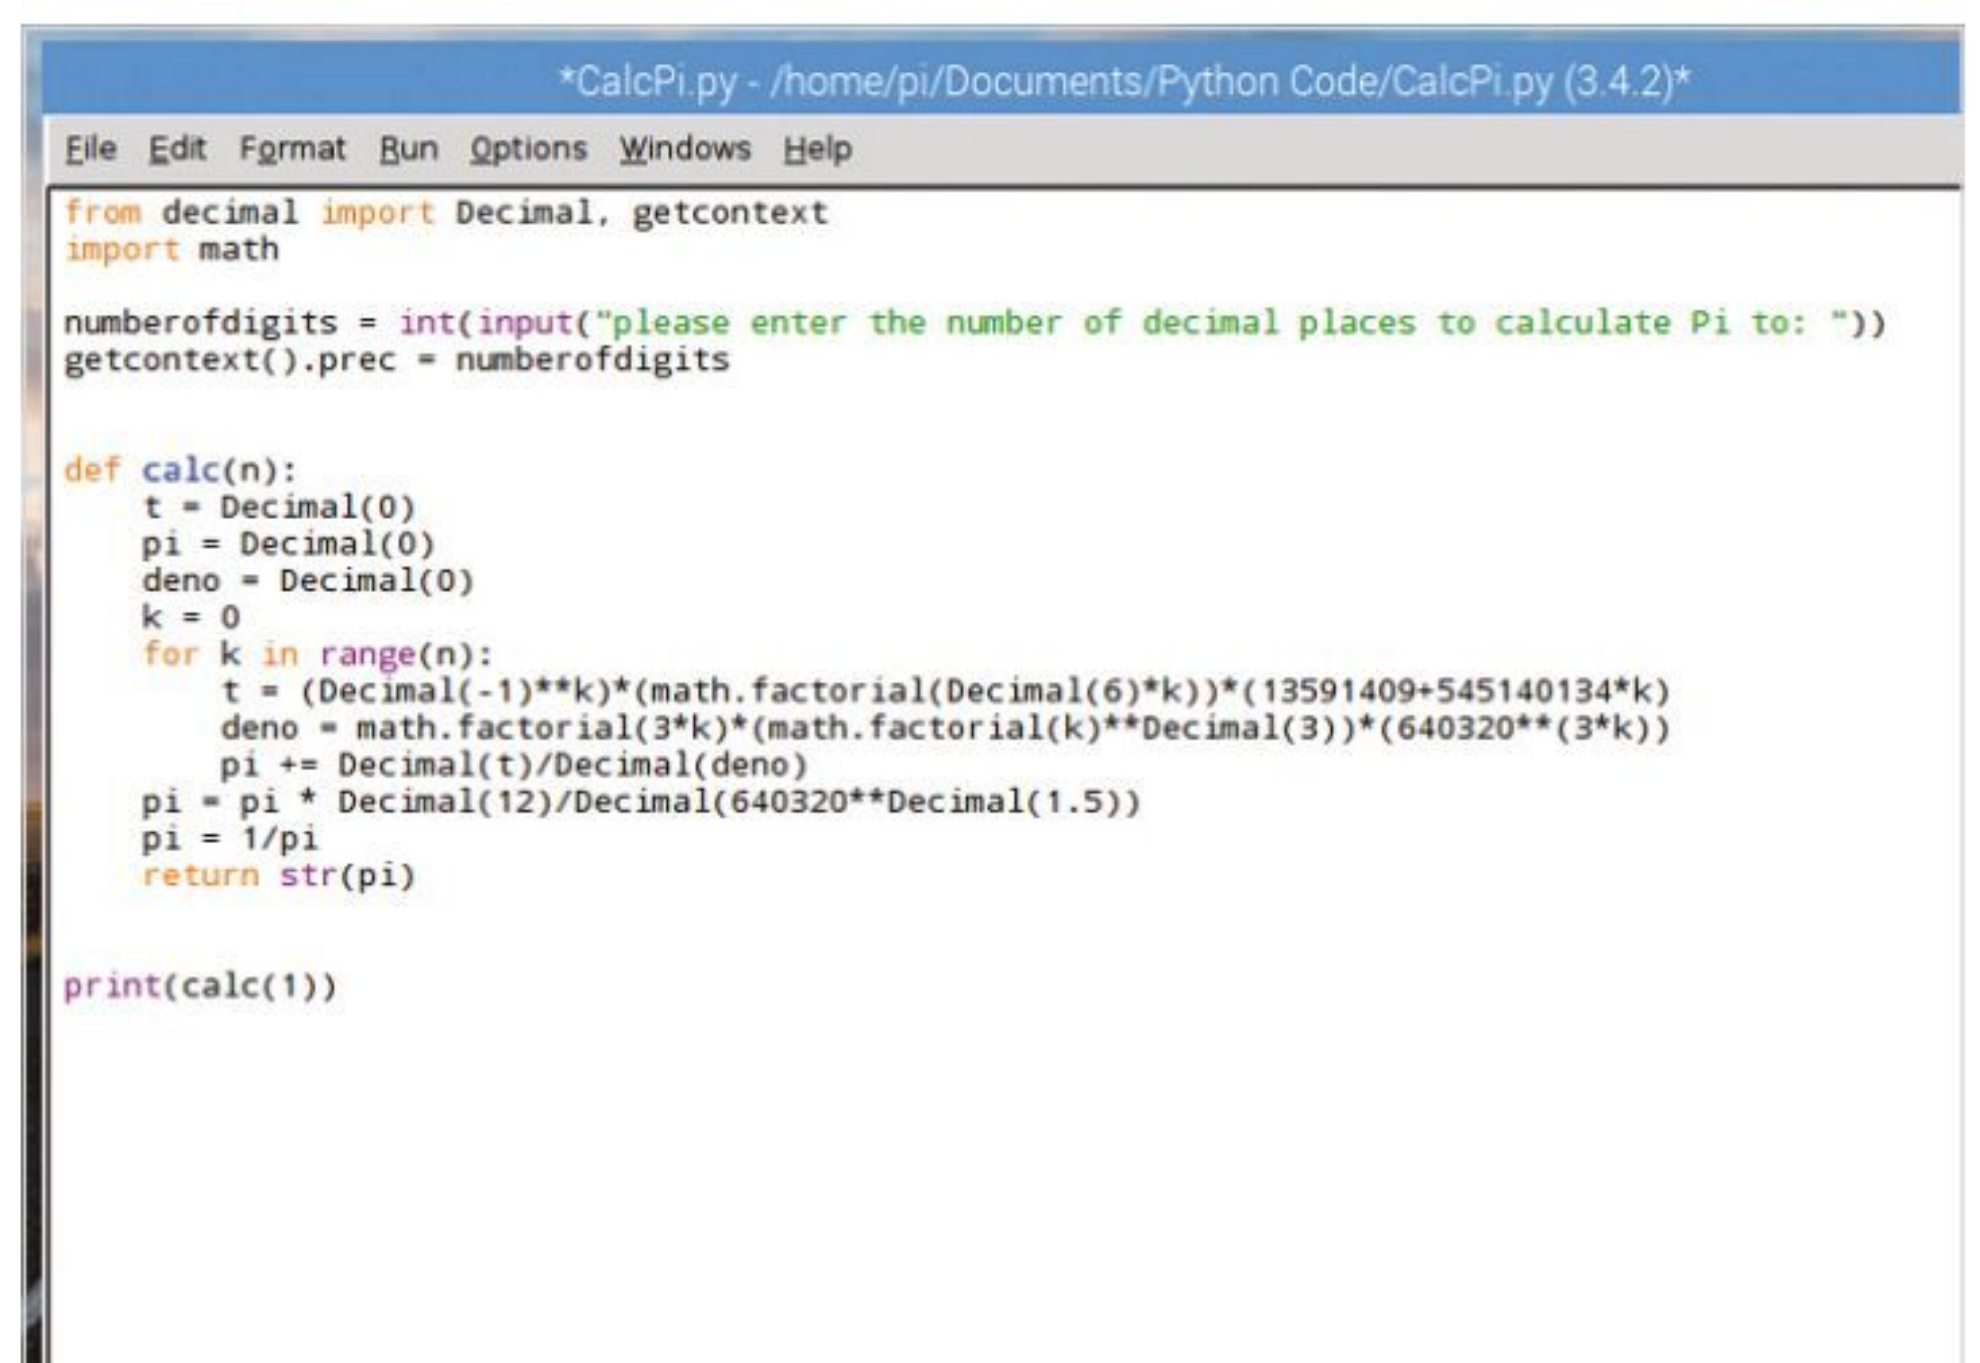 *CalcPi.py - /home/pi/Documents/Python Code/CalcPi.py (3.4.2)*
File Edit Format Run Options Windows Help
from decimal import Decimal, getcontext
import math
numberofdigits = int(input("please enter the number of decimal places to calculate Pi to: "))
getcontext().prec = numberofdigits
def calc(n):
    t = Decimal(0)
    pi = Decimal(0)
    deno = Decimal(0)
    k = 0
    for k in range(n):
        t = (Decimal(-1)**k)*(math.factorial(Decimal(6)*k))*(13591409+545140134*k)
        deno = math.factorial(3*k)*(math.factorial(k)**Decimal(3))*(640320**(3*k))
        pi += Decimal(t)/Decimal(deno)
    pi = pi * Decimal(12)/Decimal(640320**Decimal(1.5))
    pi = 1/pi
    return str(pi)
print(calc(1))